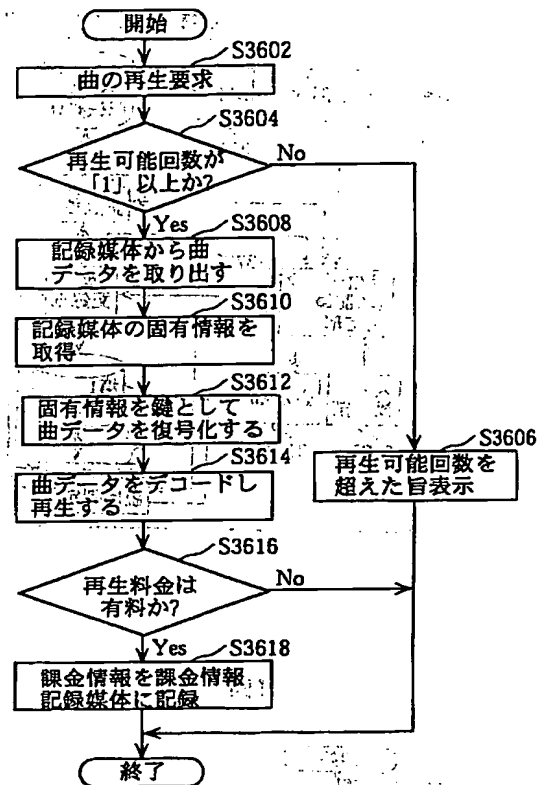 開始
S3602
曲の再生要求
S3604
再生可能回数が
「1」以上か?
No
Yes
S3608
記録媒体から曲
データを取り出す
S3610
記録媒体の固有情報を
取得
S3612
固有情報を鍵として
曲データを復号化する
S3606
再生可能回数を
超えた旨表示
S3614
曲データをデコードし
再生する
S3616
再生料金は
有料か?
No
Yes
S3618
課金情報を課金情報
記録媒体に記録
終了